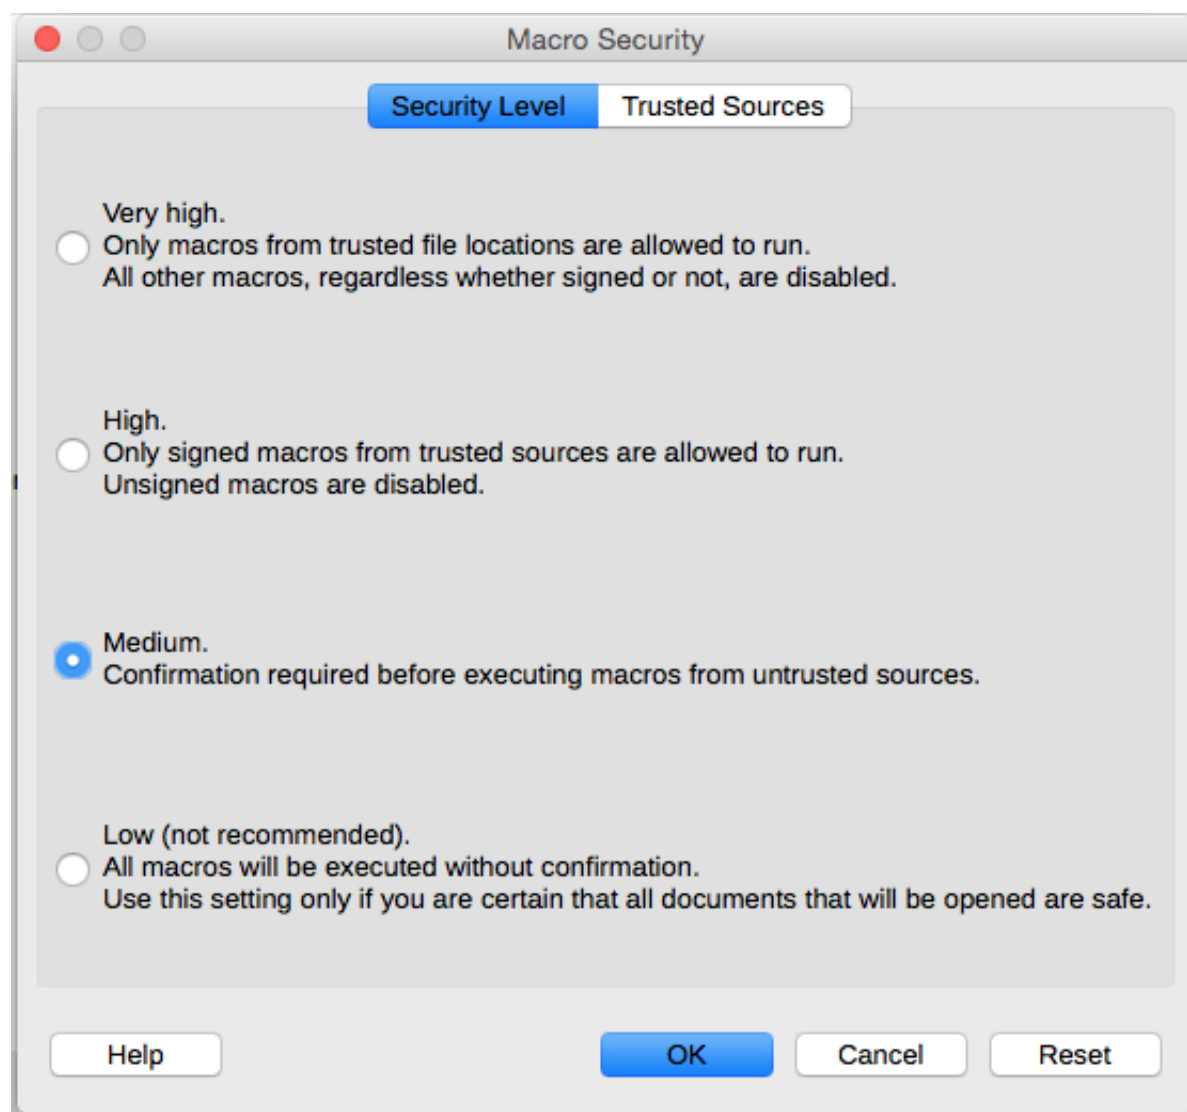 Macro Security
Security Level
Trusted Sources
Very high.
Only macros from trusted file locations are allowed to run.
All other macros, regardless whether signed or not, are disabled.
High.
Only signed macros from trusted sources are allowed to run.
Unsigned macros are disabled.
Medium.
Confirmation required before executing macros from untrusted sources.
Low (not recommended).
All macros will be executed without confirmation.
Use this setting only if you are certain that all documents that will be opened are safe.
Help
OK
Cancel
Reset